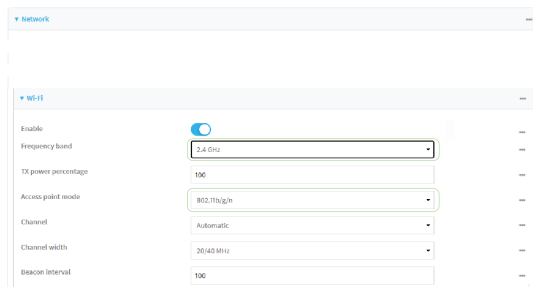 Network
Wi-Fi
Enable
Frequency band 2.4 GHz
TX power percentage 100
Access point mode 802.11b/g/n
Channel Automatic
Channel width 20/40 MHz
Beacon interval 100